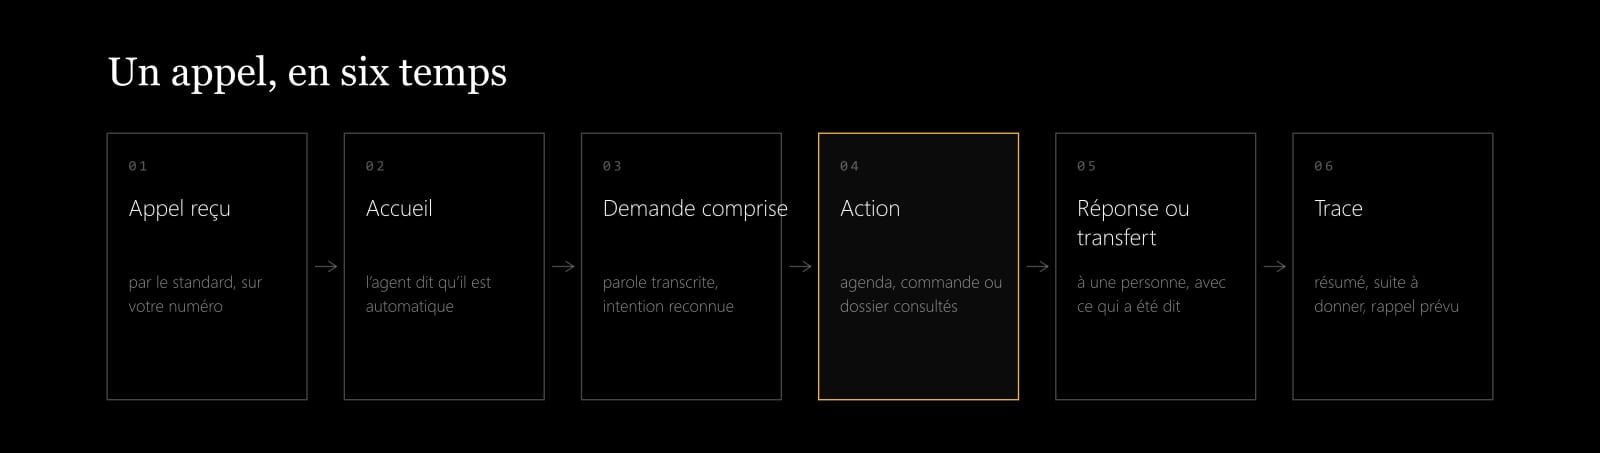 Un appel, en six temps
01
Appel reçu
par le standard, sur
votre numéro
02
Accueil
l’agent dit qu’il est
automatique
03
Demande comprise
parole transcrite,
intention reconnue
04
Action
agenda, commande ou
dossier consultés
05
Réponse ou
transfert
à une personne, avec
ce qui a été dit
06
Trace
résumé, suite à
donner, rappel prévu